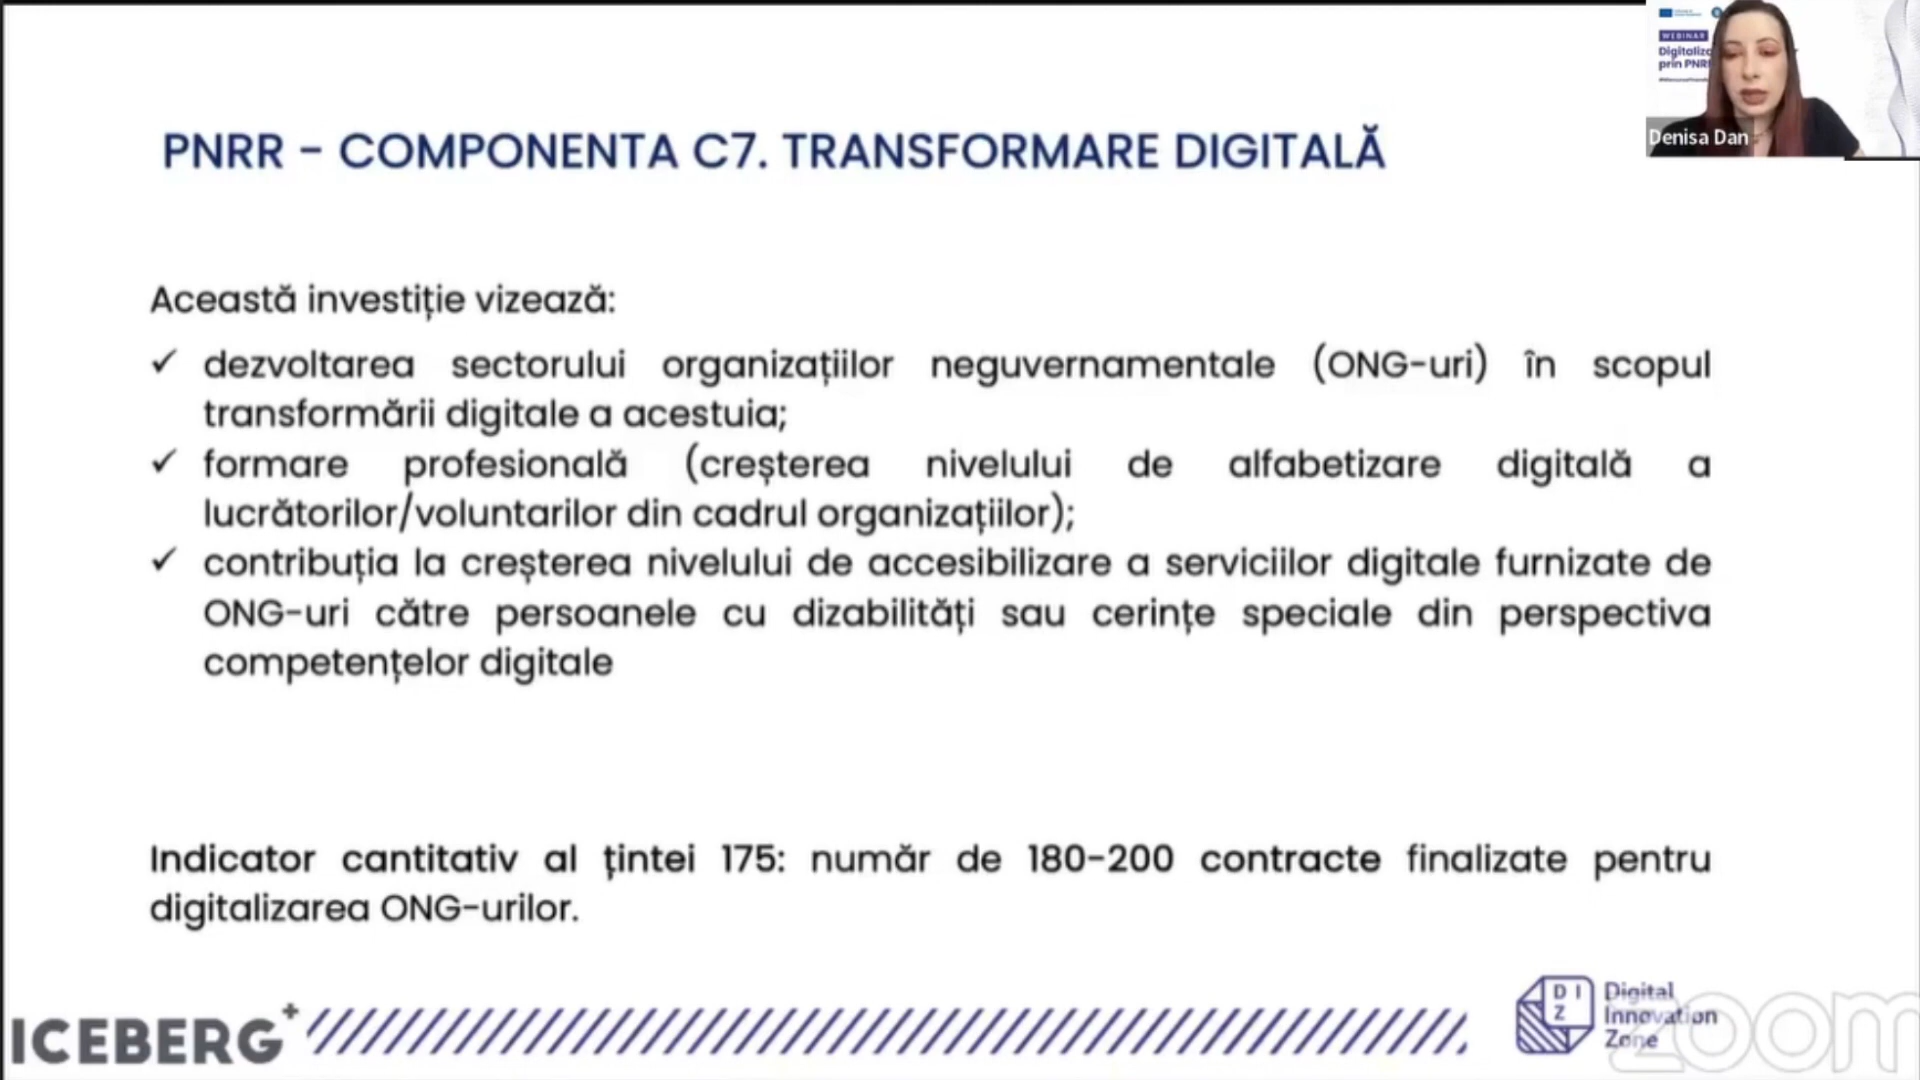 WEBINAR
prin PNRR
Denisa Dan
PNRR - COMPONENTA C7. TRANSFORMARE DIGITALĂ
Această investiție vizează:
✓ dezvoltarea sectorului organizațiilor neguvernamentale (ONG-uri) în scopul
transformării digitale a acestuia;
✓ formare profesională (creșterea nivelului de alfabetizare digitală a
lucrătorilor/voluntarilor din cadrul organizațiilor);
✓ contribuția la creșterea nivelului de accesibilizare a serviciilor digitale furnizate de
ONG-uri către persoanele cu dizabilități sau cerințe speciale din perspectiva
competențelor digitale
Indicator cantitativ al țintei 175: număr de 180-200 contracte finalizate pentru
digitalizarea ONG-urilor.
ICEBERG+
D I
Z
Digital
Innovation
Zone
zoom